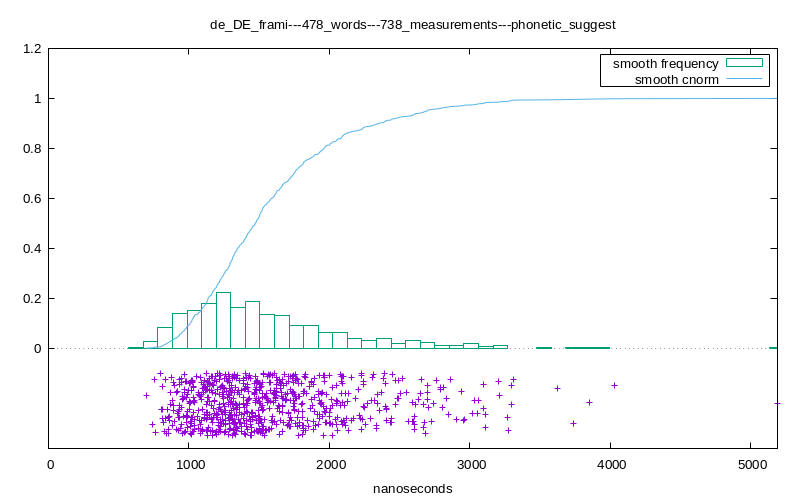 de_DE_frami---478_words---738_measurements---phonetic_suggest
1.2
smooth frequency
smooth cnorm
1
0.8
0.6
0.4
0.2
0
0 1000 2000 3000 4000 5000
nanoseconds